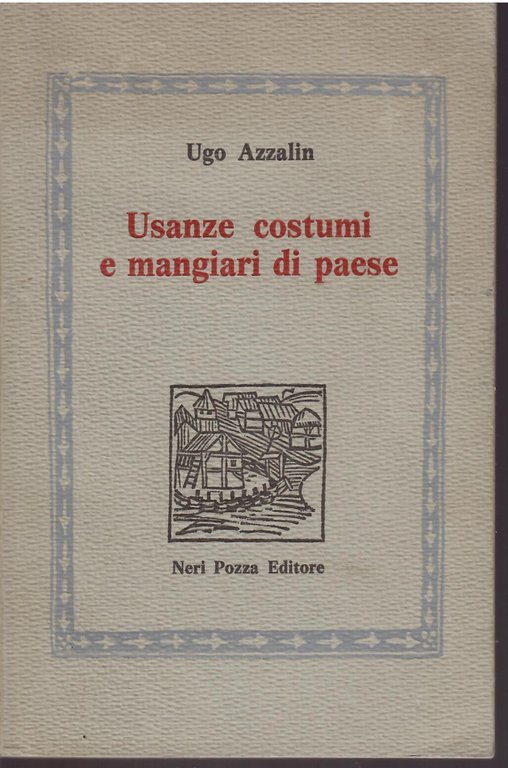 Ugo Azzalin
Usanze costumi
e mangiari di paese
Neri Pozza Editore